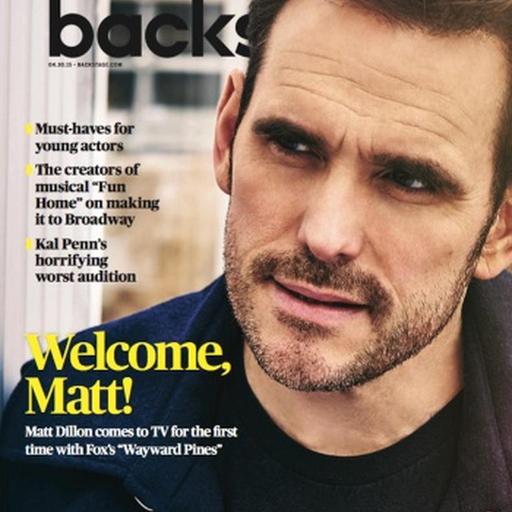 backs
04.30.15 • BACKSTAGE.COM
Must-haves for
young actors
The creators of
musical “Fun
Home” on making
it to Broadway
Kal Penn’s
horrifying
worst audition
Welcome,
Matt!
Matt Dillon comes to TV for the first
time with Fox’s “Wayward Pines”